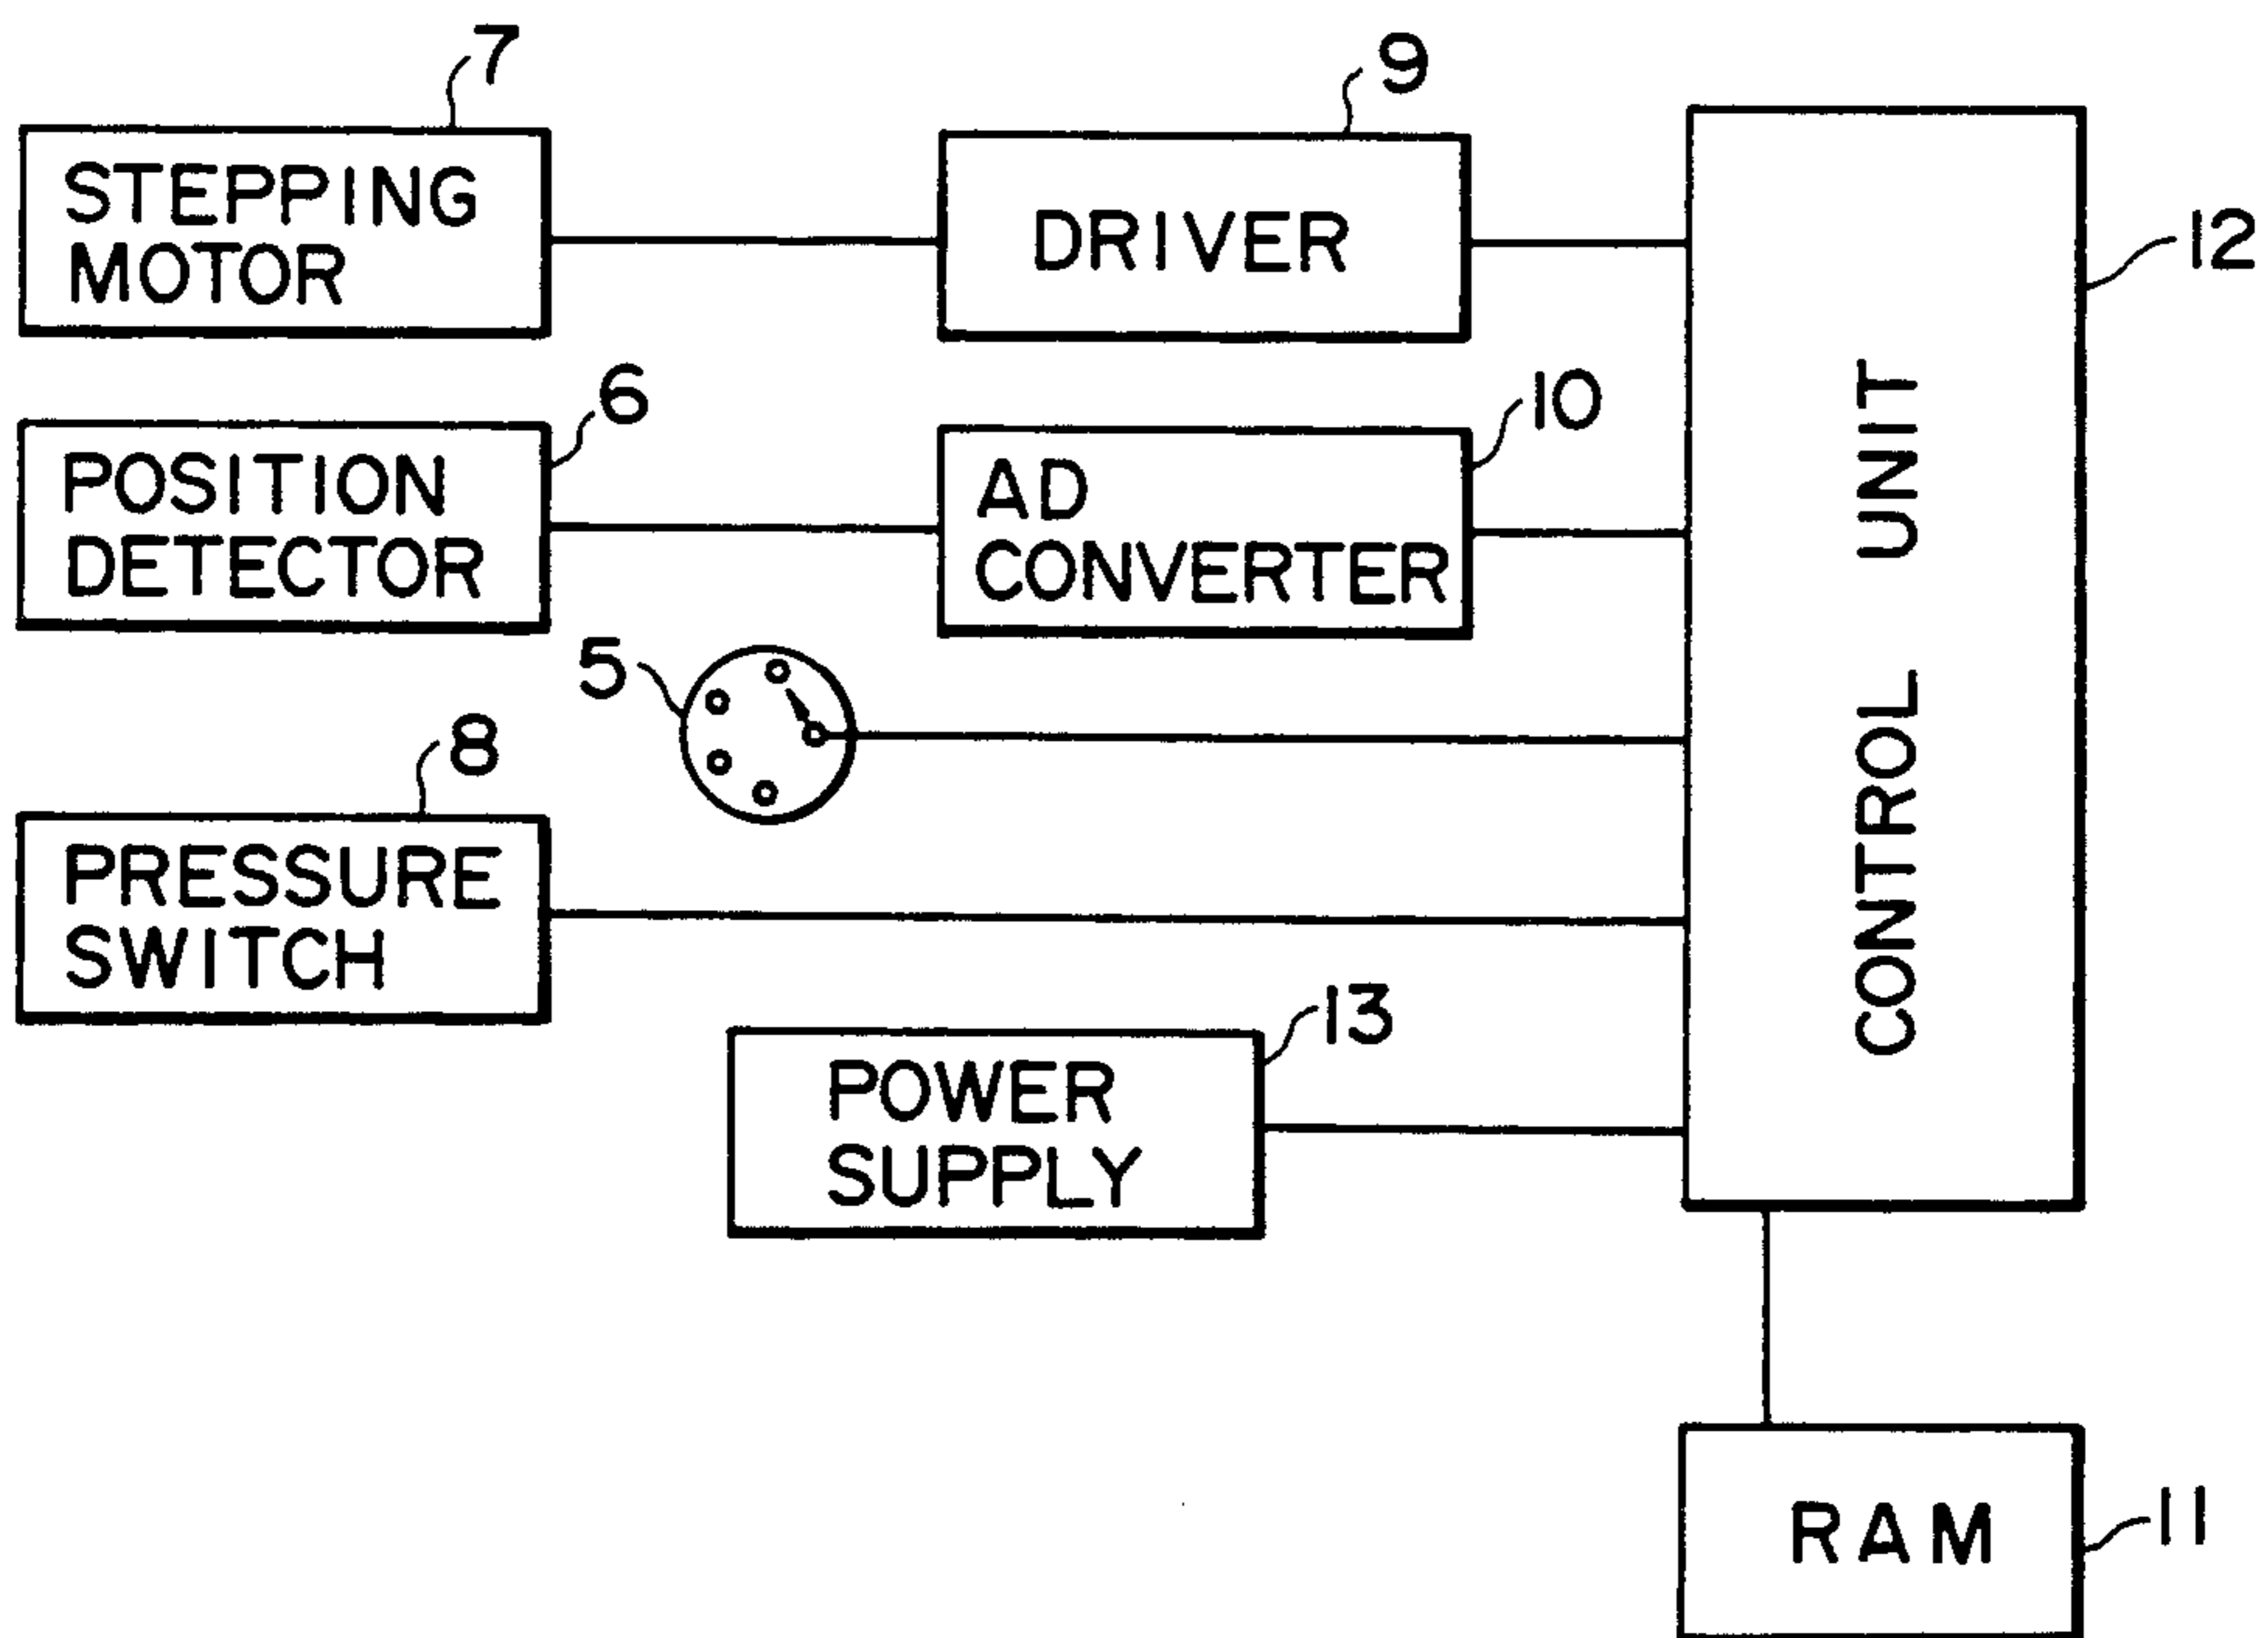 7
STEPPING
MOTOR
9
DRIVER
12
6
POSITION
DETECTOR
10
AD
CONVERTER
CONTROL UNIT
5
8
PRESSURE
SWITCH
13
POWER
SUPPLY
RAM
11